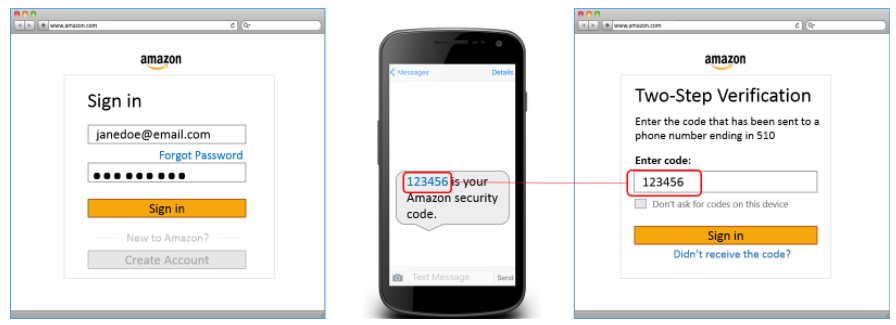 www.amazon.com
amazon
Sign in
janedoe@email.com
Forgot Password
Sign in
New to Amazon?
Create Account
Messages
Details
123456 is your
Amazon security
code.
Text Message
Send
www.amazon.com
amazon
Two-Step Verification
Enter the code that has been sent to a
phone number ending in 510
Enter code:
123456
Don't ask for codes on this device
Sign in
Didn't receive the code?